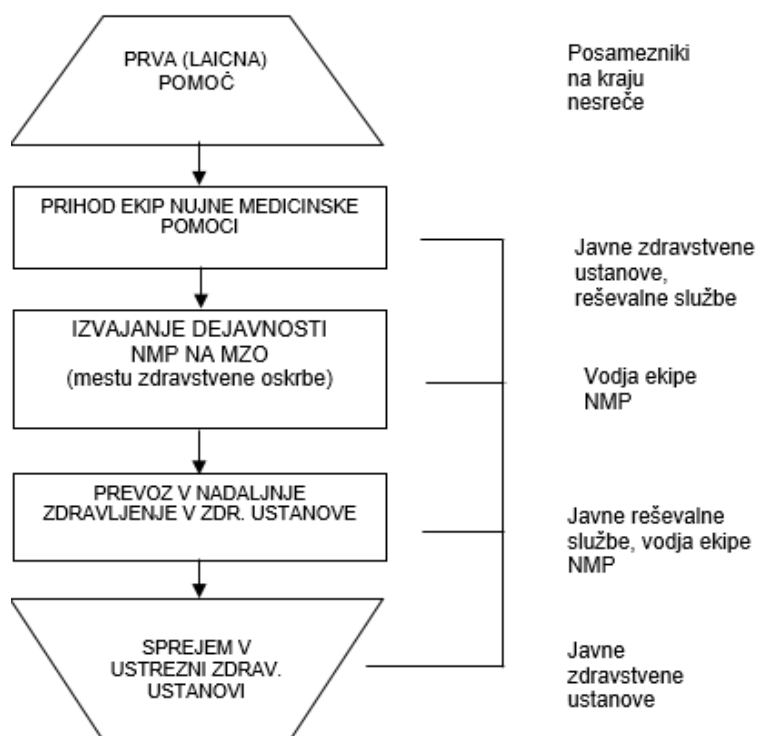 PRVA (LAICNA)
POMOČ
Posamezniki
na kraju
nesreče
PRIHOD EKIP NUJNE MEDICINSKE
POMOCI
Javne zdravstvene
ustanove,
reševalne službe
IZVAJANJE DEJAVNOSTI
NMP NA MZO
(mestu zdravstvene oskrbe)
Vodja ekipe
NMP
PREVOZ V NADALJNJE
ZDRAVLJENJE V ZDR. USTANOVE
Javne reševalne
službe, vodja ekipe
NMP
SPREJEM V
USTREZNI ZDRAV.
USTANOVI
Javne
zdravstvene
ustanove